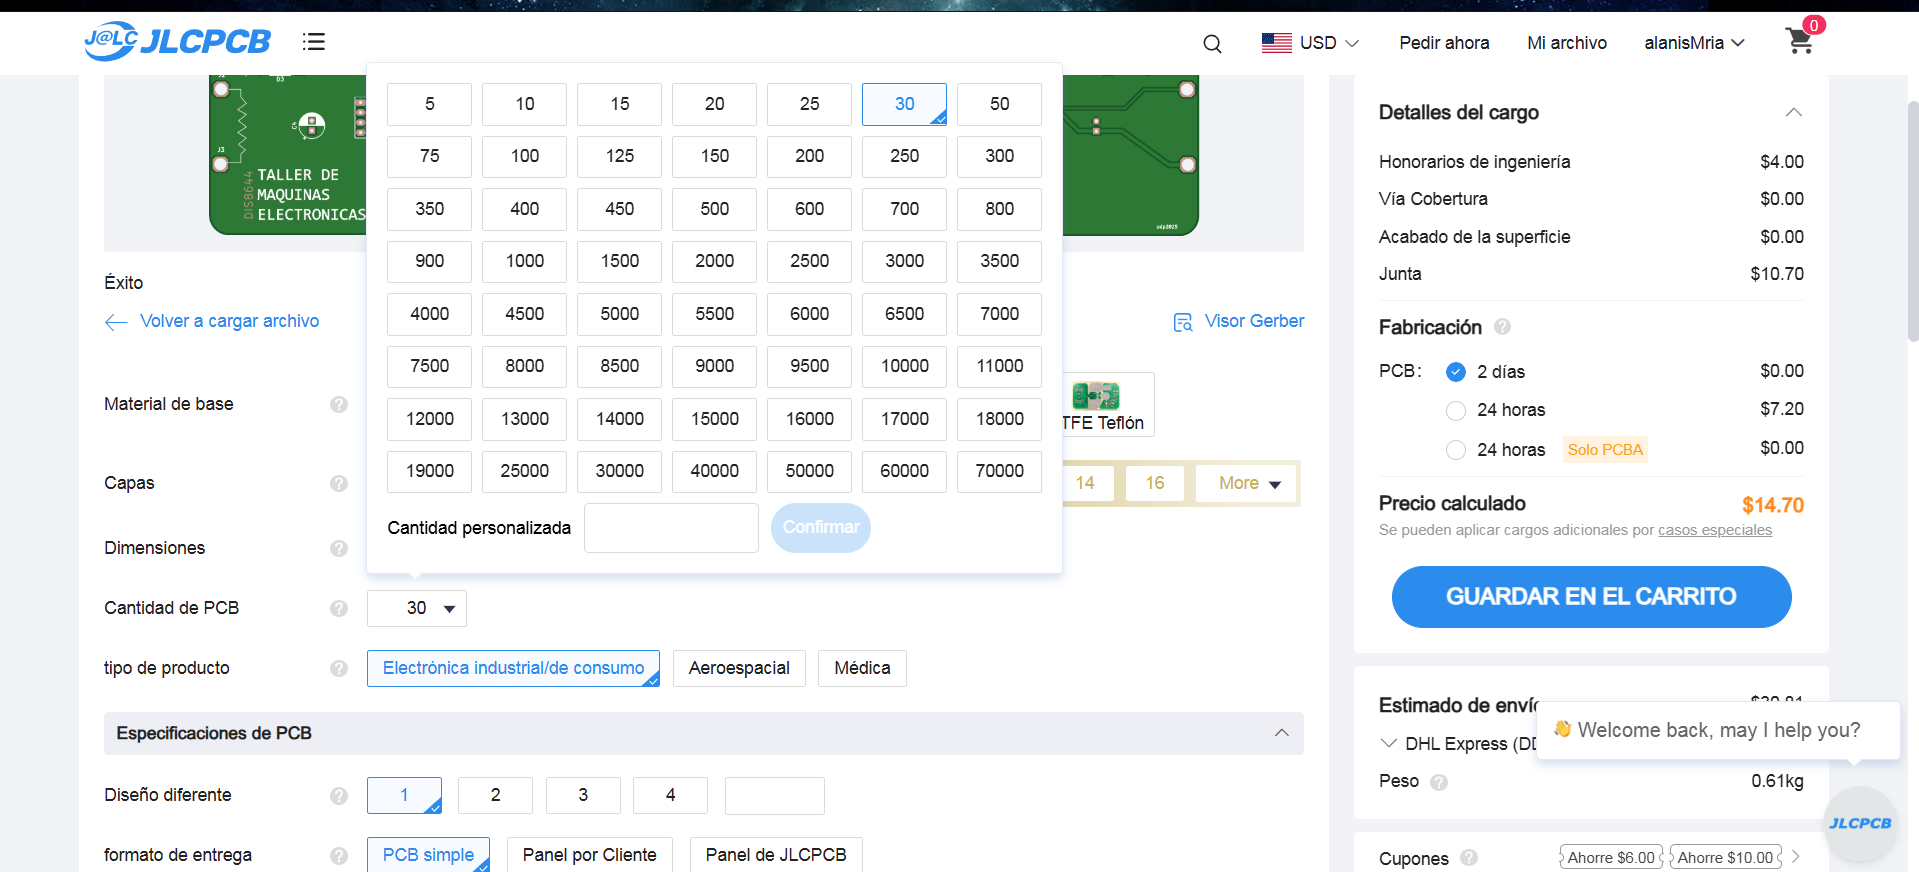 J@LC JLCPCB
USD
Pedir ahora
Mi archivo
alanisMria
0
J3
C4
DIS8644
TALLER DE
MAQUINAS
ELECTRONICAS
udp2025
5 10 15 20 25 30 50
75 100 125 150 200 250 300
350 400 450 500 600 700 800
900 1000 1500 2000 2500 3000 3500
4000 4500 5000 5500 6000 6500 7000
7500 8000 8500 9000 9500 10000 11000
12000 13000 14000 15000 16000 17000 18000
19000 25000 30000 40000 50000 60000 70000
Cantidad personalizada
Confirmar
Éxito
Volver a cargar archivo
Visor Gerber
Material de base ?
TFE Teflón
Capas ?
14 16 More
Dimensiones ?
Cantidad de PCB ? 30
tipo de producto ? Electrónica industrial/de consumo Aeroespacial Médica
Especificaciones de PCB
Diseño diferente ? 1 2 3 4
formato de entrega ? PCB simple Panel por Cliente Panel de JLCPCB
Detalles del cargo
Honorarios de ingeniería $4.00
Vía Cobertura $0.00
Acabado de la superficie $0.00
Junta $10.70
Fabricación ?
PCB: 2 días $0.00
24 horas $7.20
24 horas Solo PCBA $0.00
Precio calculado $14.70
Se pueden aplicar cargos adicionales por casos especiales
GUARDAR EN EL CARRITO
Estimado de enví
DHL Express (DD
👋 Welcome back, may I help you?
Peso ? 0.61kg
JLCPCB
Cupones ? Ahorre $6.00 Ahorre $10.00